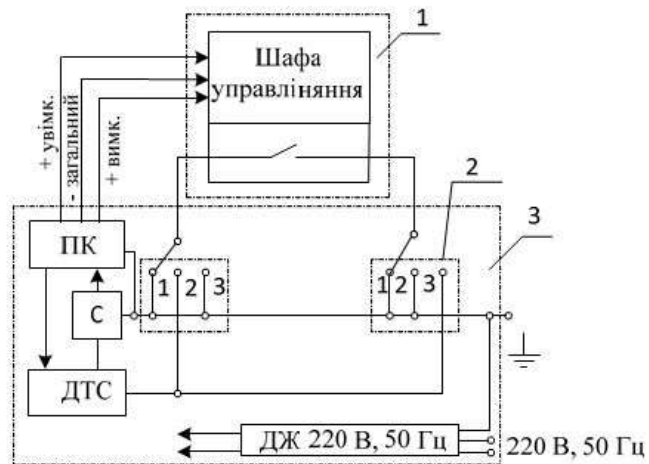 1
Шафа
управління
+ увімк.
- загальний
+ вимк.
2
3
ПК
1 2 3
1 2 3
С
ДТС
ДЖ 220 В, 50 Гц
220 В, 50 Гц